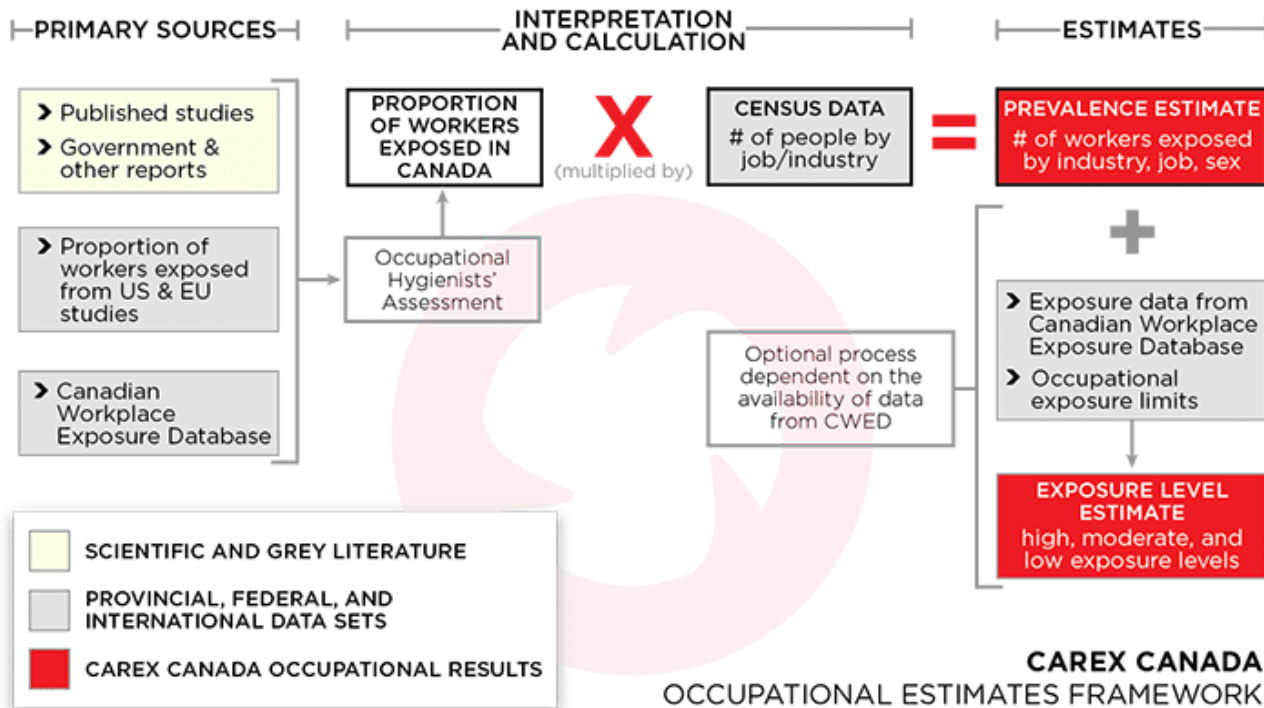 PRIMARY SOURCES
INTERPRETATION
AND CALCULATION
ESTIMATES
Published studies
Government &
other reports
Proportion of
workers exposed
from US & EU
studies
Canadian
Workplace
Exposure Database
PROPORTION
OF WORKERS
EXPOSED IN
CANADA
Occupational
Hygienists'
Assessment
X
(multiplied by)
CENSUS DATA
# of people by
job/industry
=
PREVALENCE ESTIMATE
# of workers exposed
by industry, job, sex
+
Optional process
dependent on the
availability of data
from CWED
Exposure data from
Canadian Workplace
Exposure Database
Occupational
exposure limits
EXPOSURE LEVEL
ESTIMATE
high, moderate, and
low exposure levels
SCIENTIFIC AND GREY LITERATURE
PROVINCIAL, FEDERAL, AND
INTERNATIONAL DATA SETS
CAREX CANADA OCCUPATIONAL RESULTS
CAREX CANADA
OCCUPATIONAL ESTIMATES FRAMEWORK